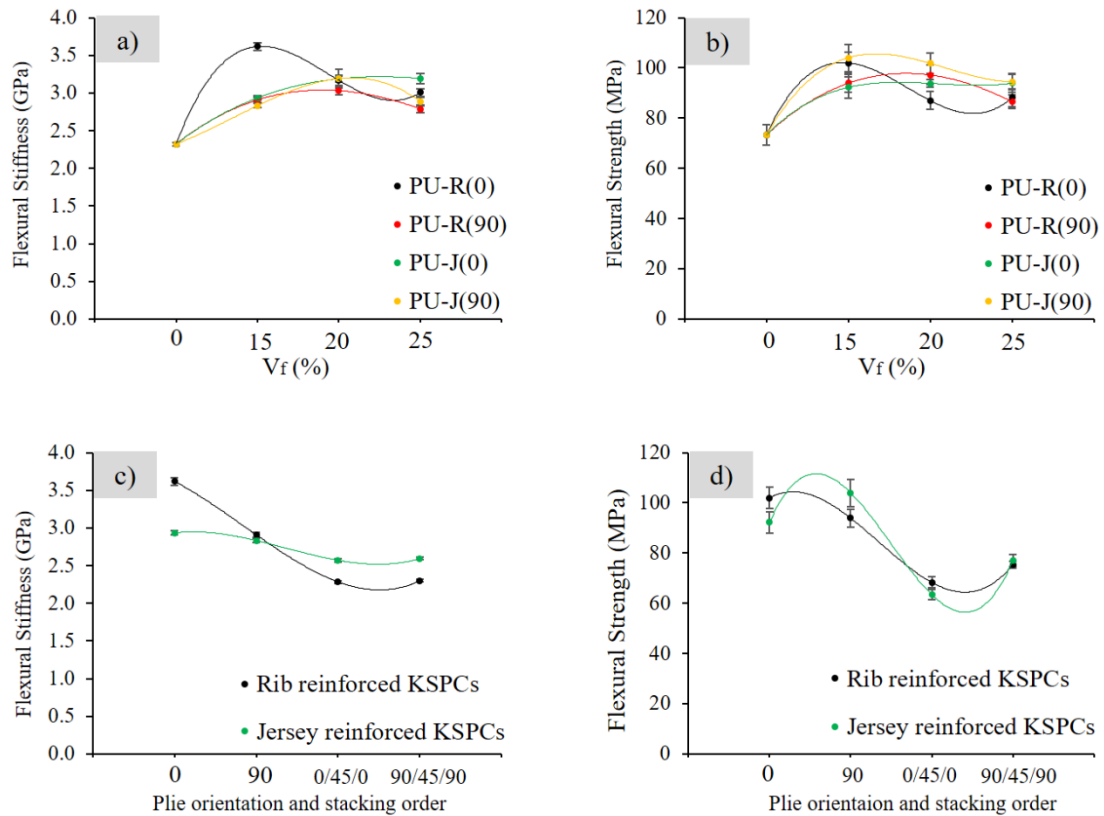 a)
Flexural Stiffness (GPa)
4.0
3.5
3.0
2.5
2.0
1.5
1.0
0.5
0.0
PU-R(0)
PU-R(90)
PU-J(0)
PU-J(90)
0 15 20 25
Vf (%)
b)
Flexural Strength (MPa)
120
100
80
60
40
20
0
PU-R(0)
PU-R(90)
PU-J(0)
PU-J(90)
0 15 20 25
Vf (%)
c)
Flexural Stiffness (GPa)
4.0
3.5
3.0
2.5
2.0
1.5
1.0
0.5
0.0
Rib reinforced KSPCs
Jersey reinforced KSPCs
0 90 0/45/0 90/45/90
Plie orientaion and stacking order
d)
Flexural Strength (MPa)
120
100
80
60
40
20
0
Rib reinforced KSPCs
Jersey reinforced KSPCs
0 90 0/45/0 90/45/90
Plie orientaion and stacking order